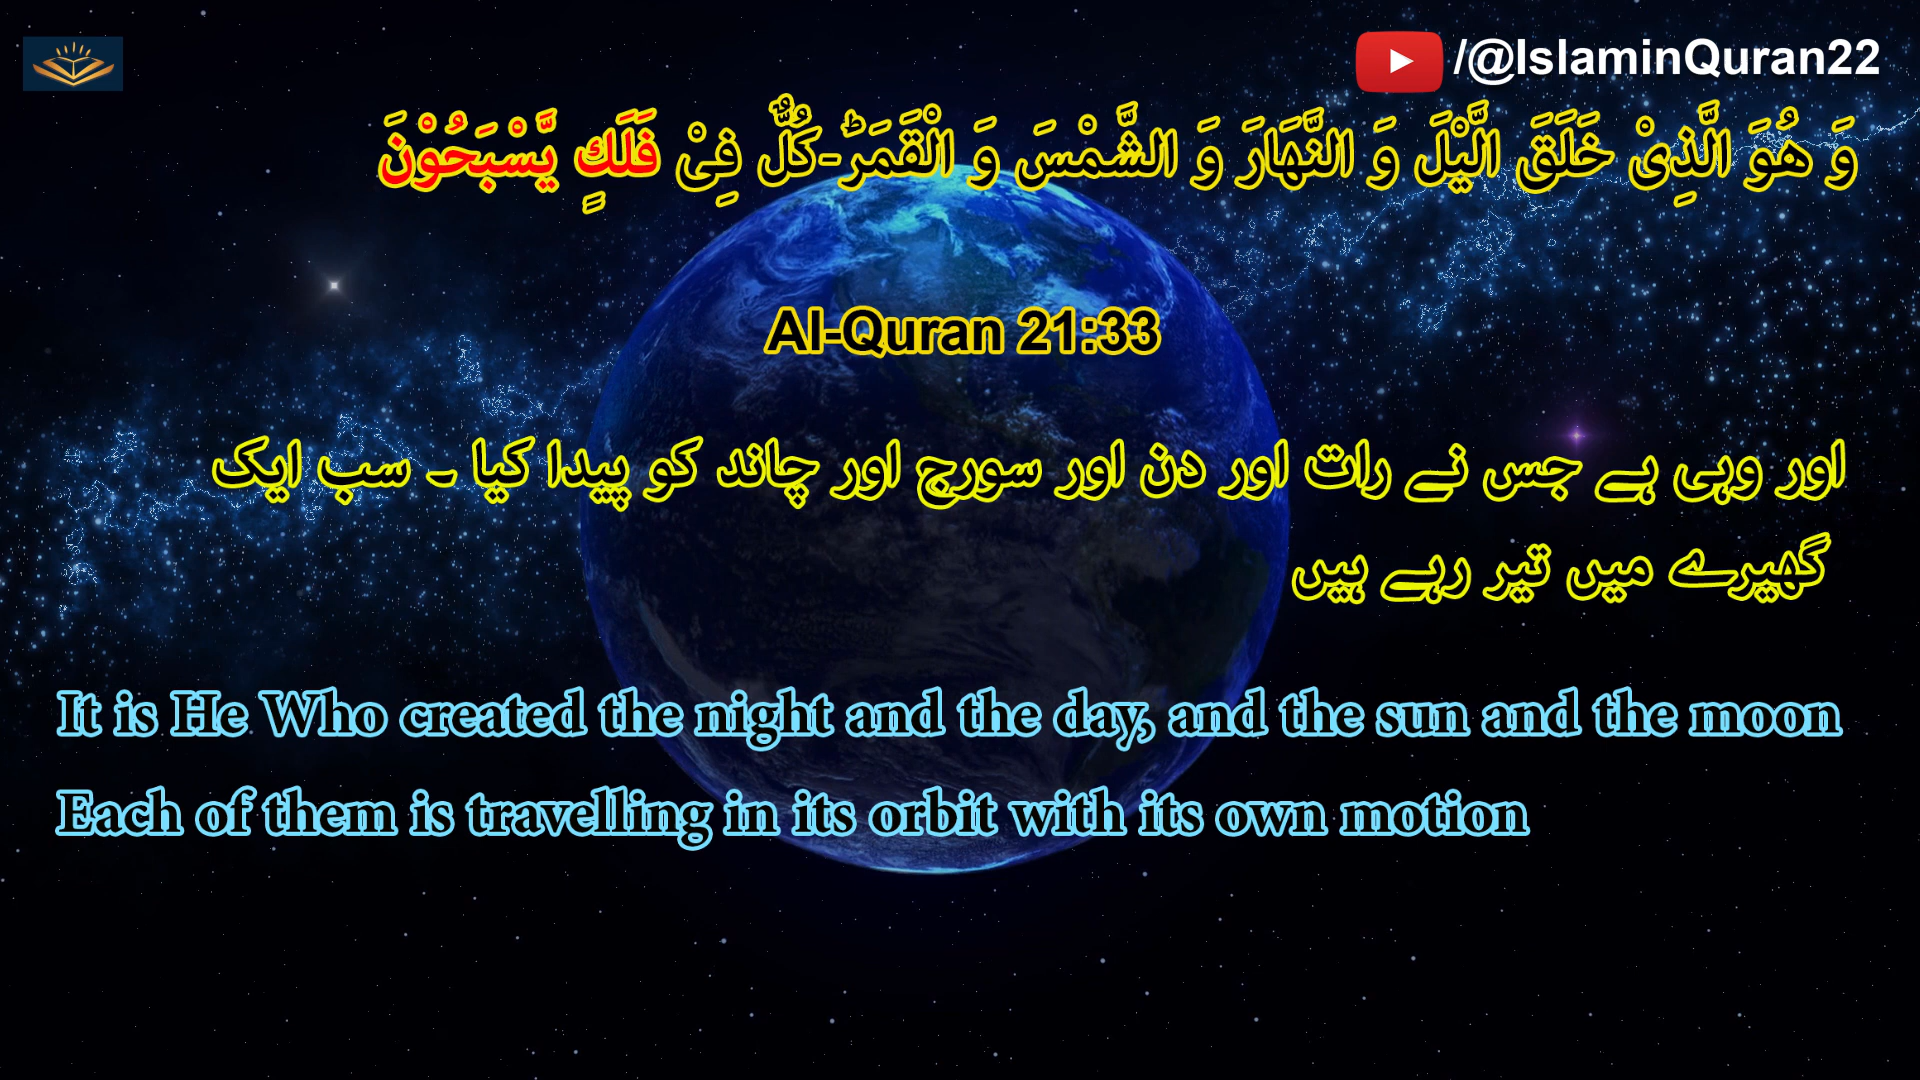 /@IslaminQuran22
وَ هُوَ الَّذِیْ خَلَقَ الَّیْلَ وَ النَّهَارَ وَ الشَّمْسَ وَ الْقَمَرَؕ-كُلٌّ فِیْ فَلَكٍ یَّسْبَحُوْنَ
Al-Quran 21:33
اور وہی ہے جس نے رات اور دن اور سورج اور چاند کو پیدا کیا ۔ سب ایک
گھیرے میں تیر رہے ہیں
It is He Who created the night and the day, and the sun and the moon
Each of them is travelling in its orbit with its own motion